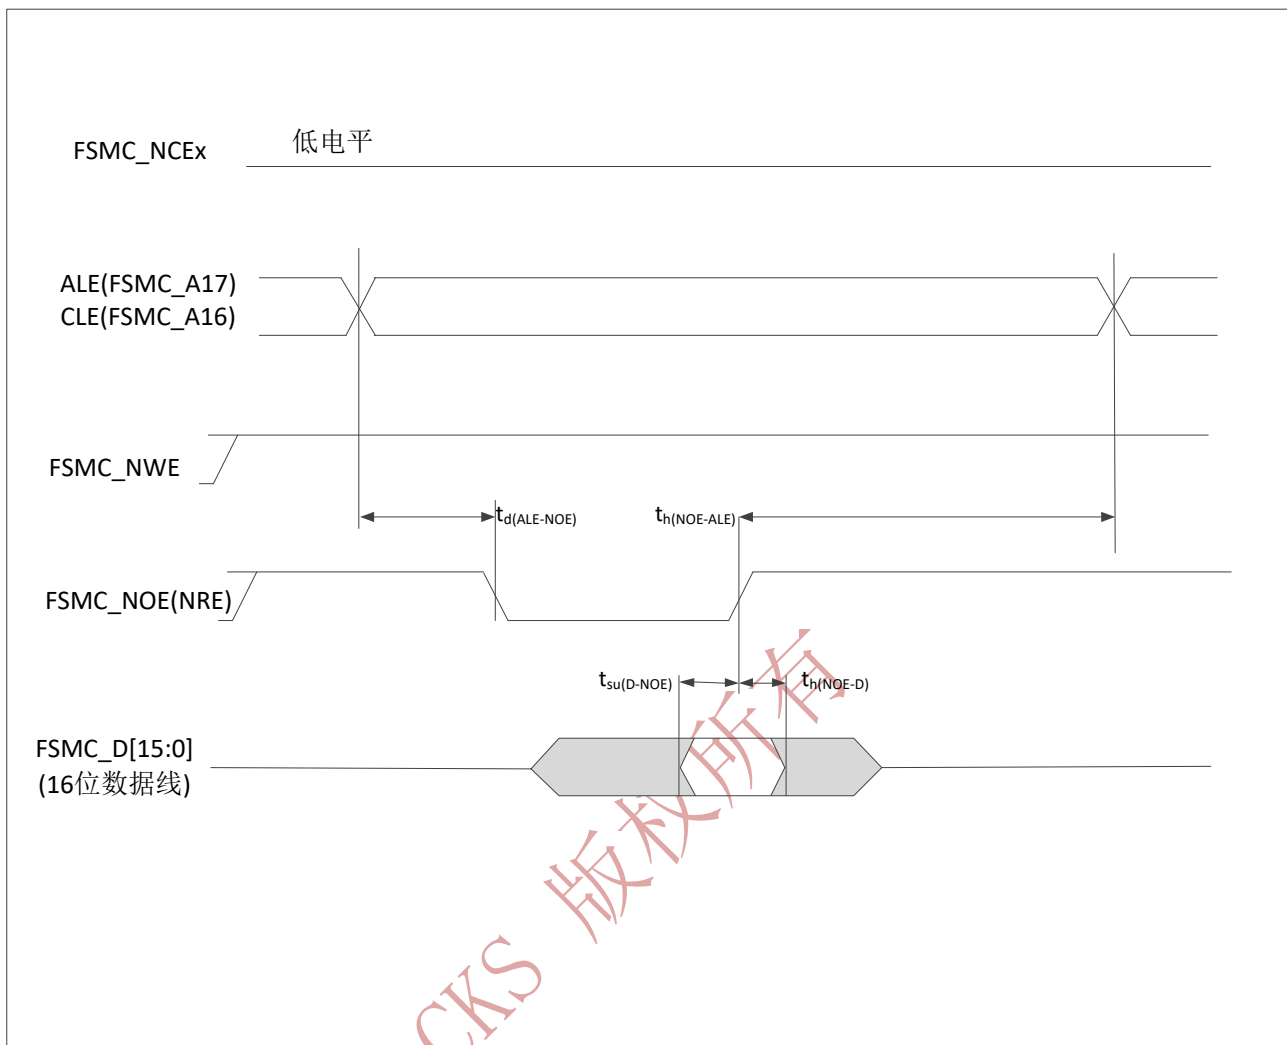 FSMC_NCEx
低电平
ALE(FSMC_A17)
CLE(FSMC_A16)
FSMC_NWE
td(ALE-NOE)
th(NOE-ALE)
FSMC_NOE(NRE)
tsu(D-NOE)
th(NOE-D)
FSMC_D[15:0]
(16位数据线)
CKS 版权所有